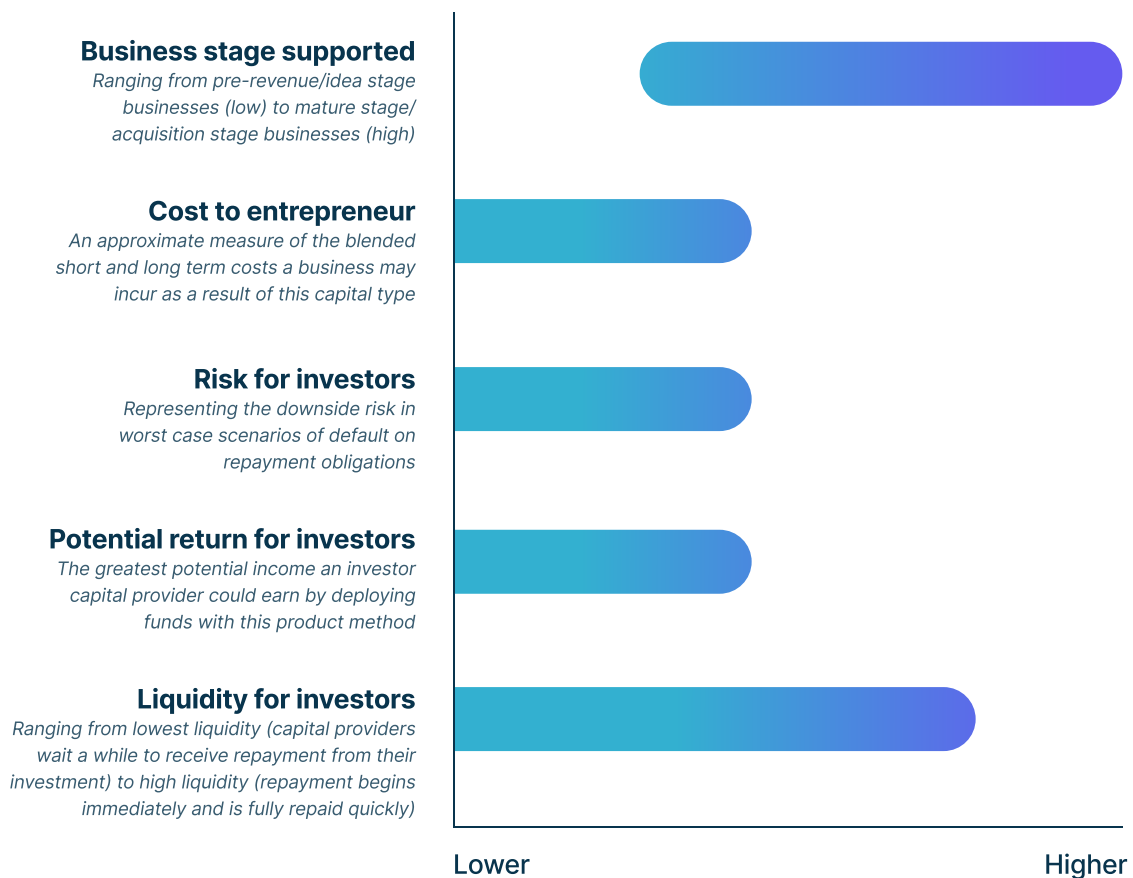 Business stage supported
Ranging from pre-revenue/idea stage
businesses (low) to mature stage/
acquisition stage businesses (high)
Cost to entrepreneur
An approximate measure of the blended
short and long term costs a business may
incur as a result of this capital type
Risk for investors
Representing the downside risk in
worst case scenarios of default on
repayment obligations
Potential return for investors
The greatest potential income an investor
capital provider could earn by deploying
funds with this product method
Liquidity for investors
Ranging from lowest liquidity (capital providers
wait a while to receive repayment from their
investment) to high liquidity (repayment begins
immediately and is fully repaid quickly)
Lower
Higher